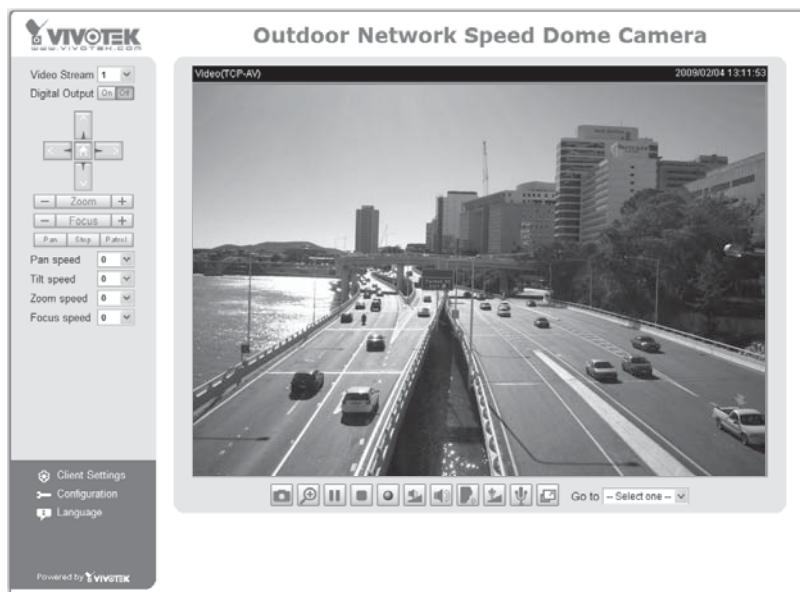 VIVOTEK
WWW.VIVOTEK.COM
Outdoor Network Speed Dome Camera
Video Stream 1
Digital Output On Off
Video(TCP-AV) 2009/02/04 13:11:53
− Zoom +
− Focus +
Pan Stop Patrol
Pan speed 0
Tilt speed 0
Zoom speed 0
Focus speed 0
Client Settings
Configuration
Language
Go to -- Select one --
Powered by VIVOTEK